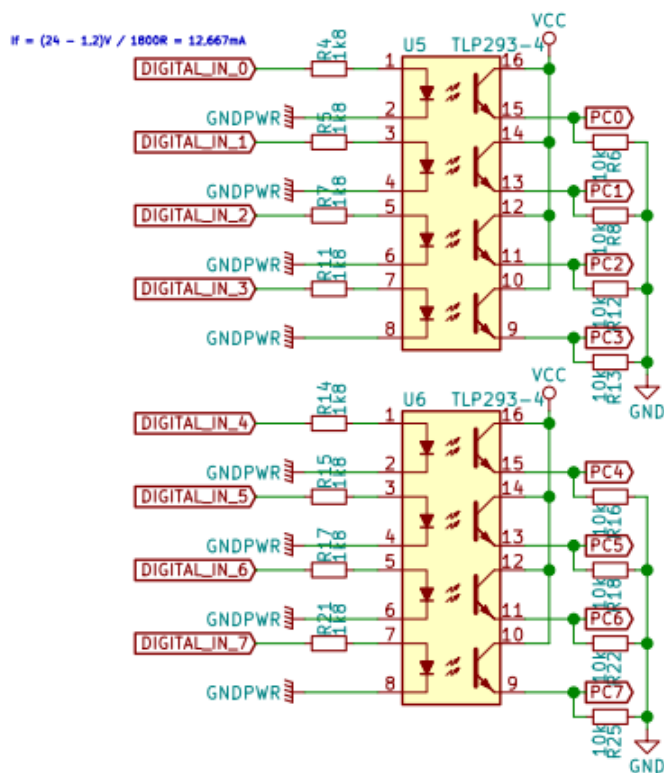 If = (24 - 1,2)V / 1800R = 12,667mA
VCC
U5 TLP293-4
DIGITAL_IN_0 R4 1k8 1 16
GNDPWR 2 15 PC0
DIGITAL_IN_1 R5 1k8 3 14 10k R6
GNDPWR 4 13 PC1
DIGITAL_IN_2 R7 1k8 5 12 10k R8
GNDPWR 6 11 PC2
DIGITAL_IN_3 R11 1k8 7 10 10k R12
GNDPWR 8 9 PC3
10k R13
VCC
GND
U6 TLP293-4
DIGITAL_IN_4 R14 1k8 1 16
GNDPWR 2 15 PC4
DIGITAL_IN_5 R15 1k8 3 14 10k R16
GNDPWR 4 13 PC5
DIGITAL_IN_6 R17 1k8 5 12 10k R18
GNDPWR 6 11 PC6
DIGITAL_IN_7 R21 1k8 7 10 10k R22
GNDPWR 8 9 PC7
10k R25
GND